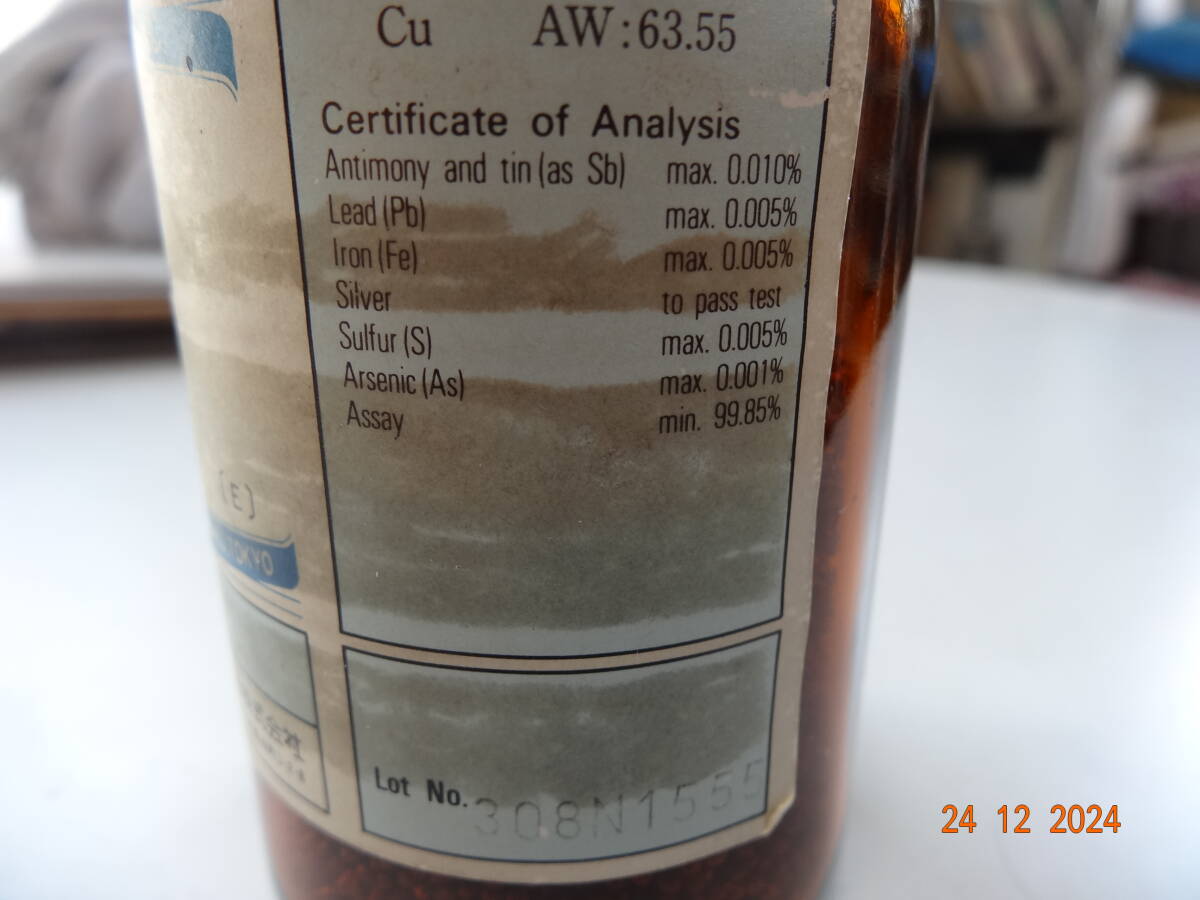 Cu AW : 63.55
Certificate of Analysis
Antimony and tin (as Sb) max. 0.010%
Lead (Pb) max. 0.005%
Iron (Fe) max. 0.005%
Silver to pass test
Sulfur (S) max. 0.005%
Arsenic (As) max. 0.001%
Assay min. 99.85%
(E)
TOKYO
Lot No. 308N1555
24 12 2024